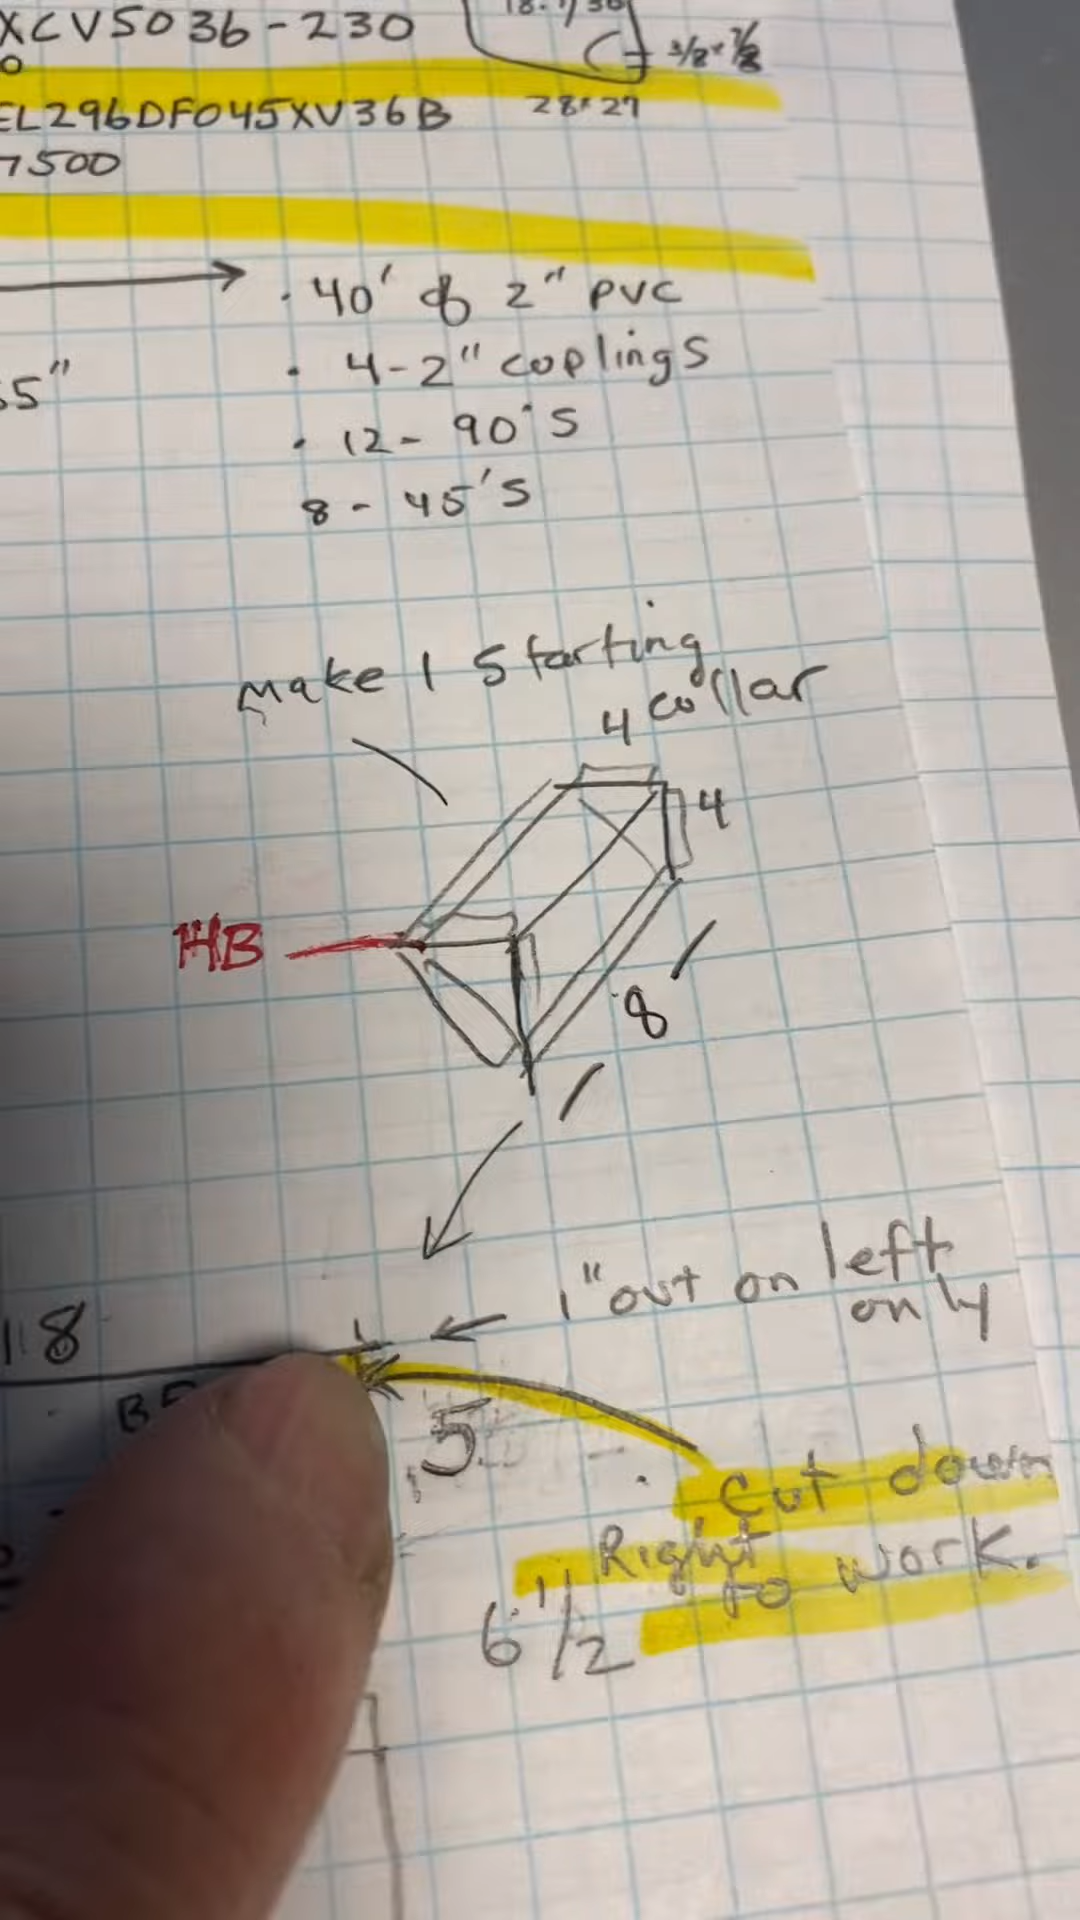 XCV5036-230
EL296DF045XV36B
28×27
7500
· 40' of 2" PVC
· 4-2" coplings
· 12- 90°S
8 - 45'S
5"
make 1 Starting
collar
4
4
HB
8
1" out on left
only
18
5
cut down
Right
to work.
6 1/2